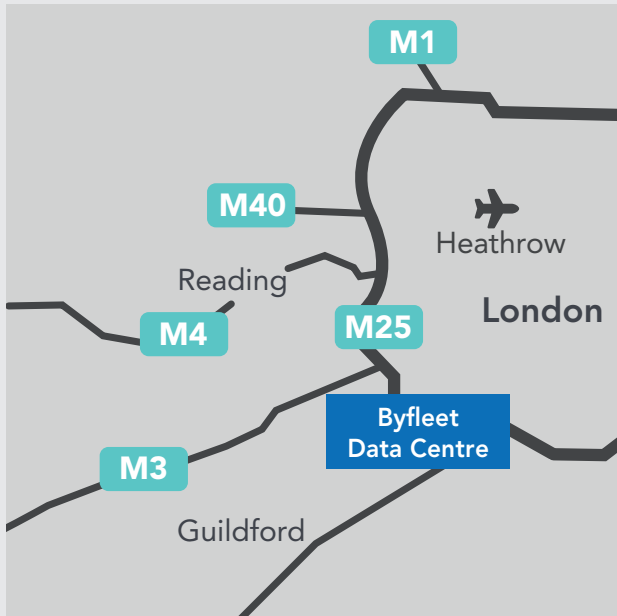 M1
M40
Heathrow
Reading
London
M25
M4
Byfleet
Data Centre
M3
Guildford